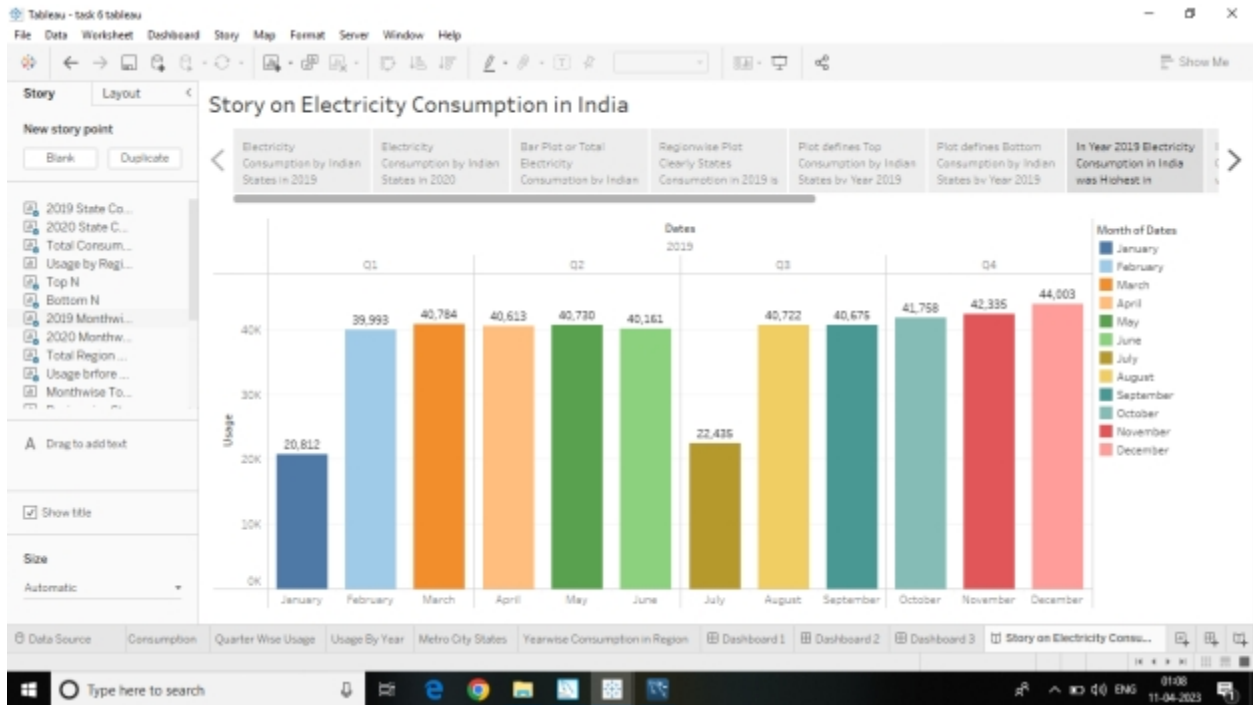 Tableau - task 6 tableau
File Data Worksheet Dashboard Story Map Format Server Window Help
Show Me
Story Layout
New story point
Blank Duplicate
2019 State Co...
2020 State C...
Total Consum...
Usage by Regi...
Top N
Bottom N
2019 Monthwi...
2020 Monthw...
Total Region ...
Usage brfore ...
Monthwise To...
A Drag to add text
Show title
Size
Automatic
Story on Electricity Consumption in India
Electricity
Consumption by Indian
States in 2019
Electricity
Consumption by Indian
States in 2020
Bar Plot or Total
Electricity
Consumption by Indian
Regionwise Plot
Clearly States
Consumption in 2019 is
Plot defines Top
Consumption by Indian
States by Year 2019
Plot defines Bottom
Consumption by Indan
States by Year 2019
In Year 2019 Electricity
Consumption in India
was Highest in
Dates
2019
Q1 Q2 Q3 Q4
Usage
40K
30K
20K
10K
0K
20,812
39,993
40,784
40,613
40,730
40,161
22,435
40,722
40,675
41,758
42,335
44,003
January February March April May June July August September October November December
Month of Dates
January
February
March
April
May
June
July
August
September
October
November
December
Data Source Consumption Quarter Wise Usage Usage By Year Metro City States Yearwise Consumption in Region Dashboard 1 Dashboard 2 Dashboard 3 Story on Electricity Consu...
Type here to search
ENG
01:08
11-04-2023
1